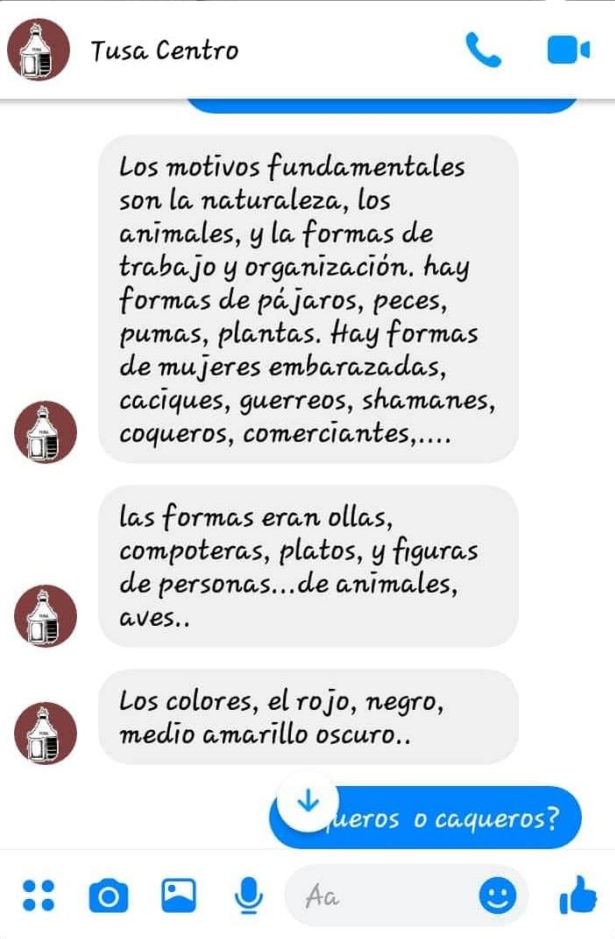 Tusa Centro
Los motivos fundamentales
son la naturaleza, los
animales, y la formas de
trabajo y organización. hay
formas de pájaros, peces,
pumas, plantas. Hay formas
de mujeres embarazadas,
caciques, guerreos, shamanes,
coqueros, comerciantes,....
las formas eran ollas,
compoteras, platos, y figuras
de personas...de animales,
aves..
Los colores, el rojo, negro,
medio amarillo oscuro..
o caqueros?
Aa